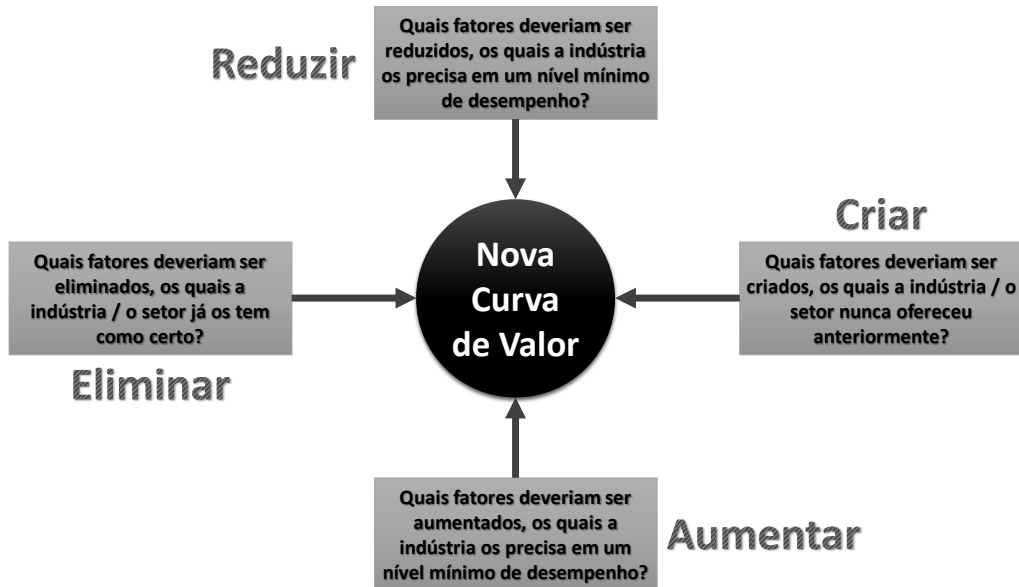 Reduzir
Quais fatores deveriam ser
reduzidos, os quais a indústria
os precisa em um nível mínimo
de desempenho?
Criar
Quais fatores deveriam ser
criados, os quais a indústria / o
setor nunca ofereceu
anteriormente?
Nova
Curva
de Valor
Quais fatores deveriam ser
eliminados, os quais a
indústria / o setor já os tem
como certo?
Eliminar
Quais fatores deveriam ser
aumentados, os quais a
indústria os precisa em um
nível mínimo de desempenho?
Aumentar